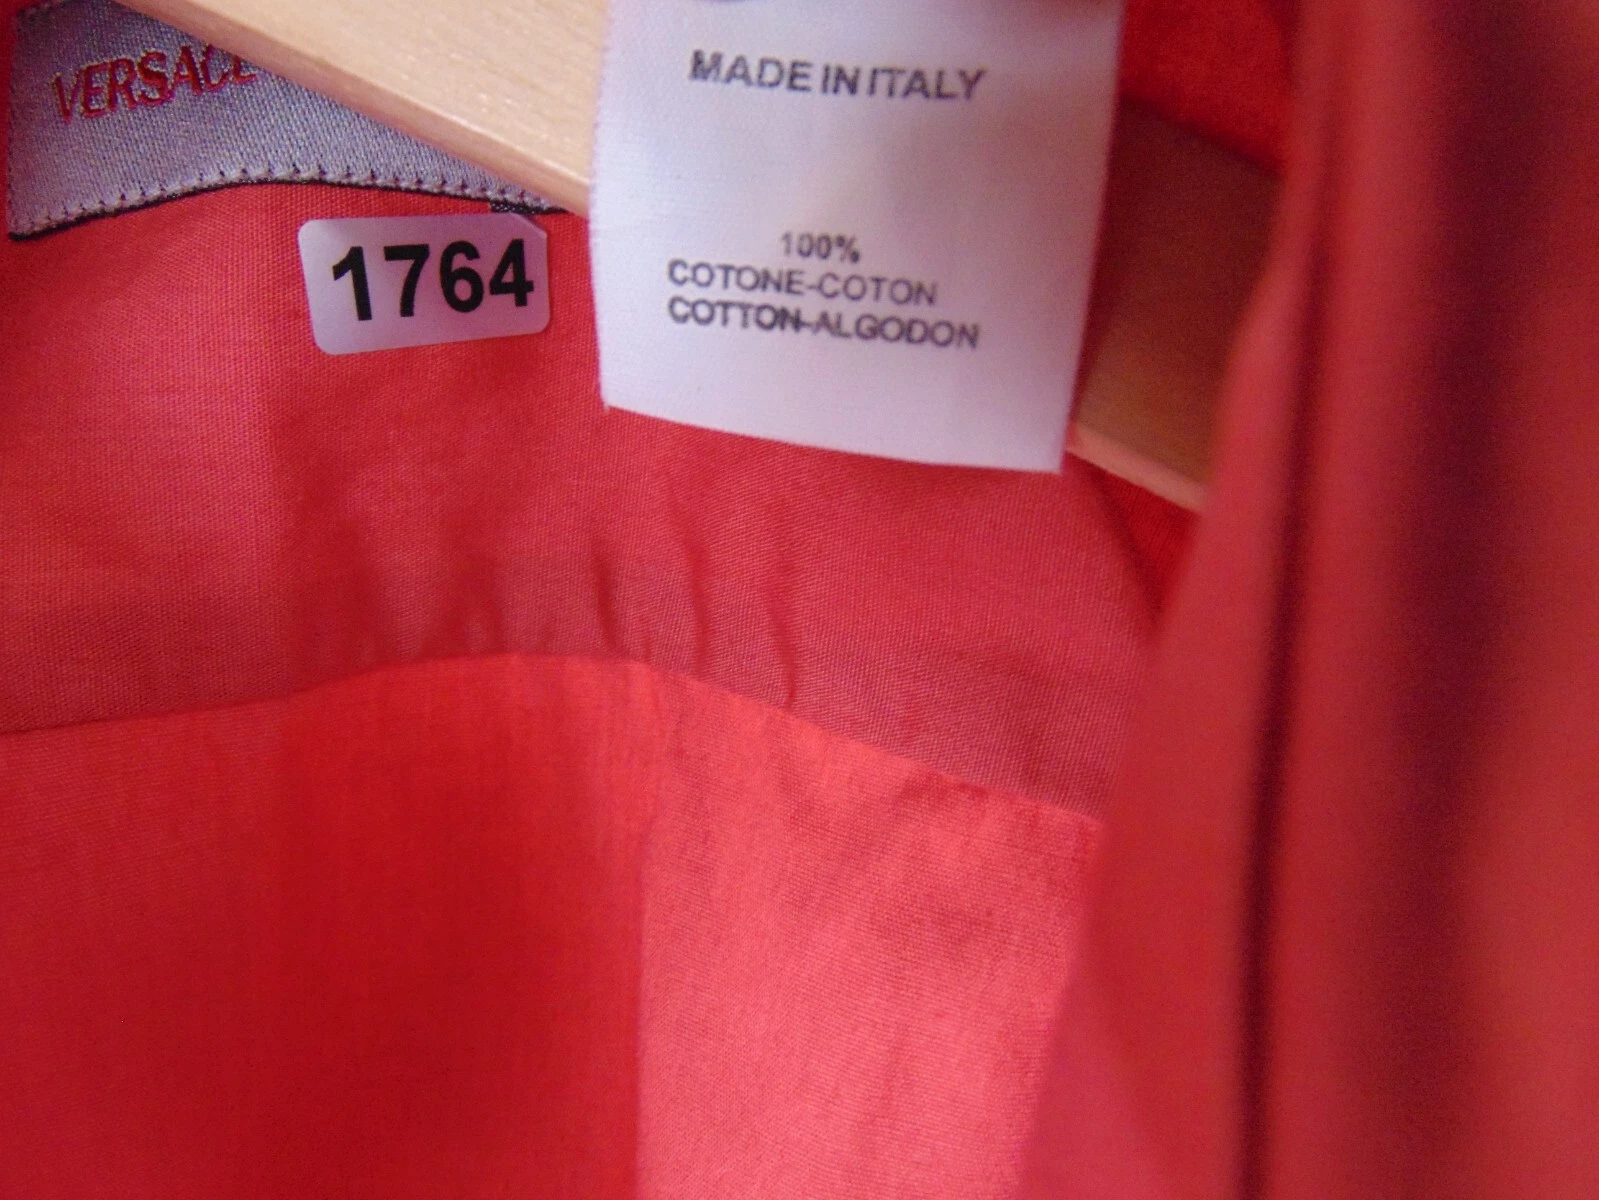 VERSACE
1764
MADE IN ITALY
100%
COTONE-COTON
COTTON-ALGODON